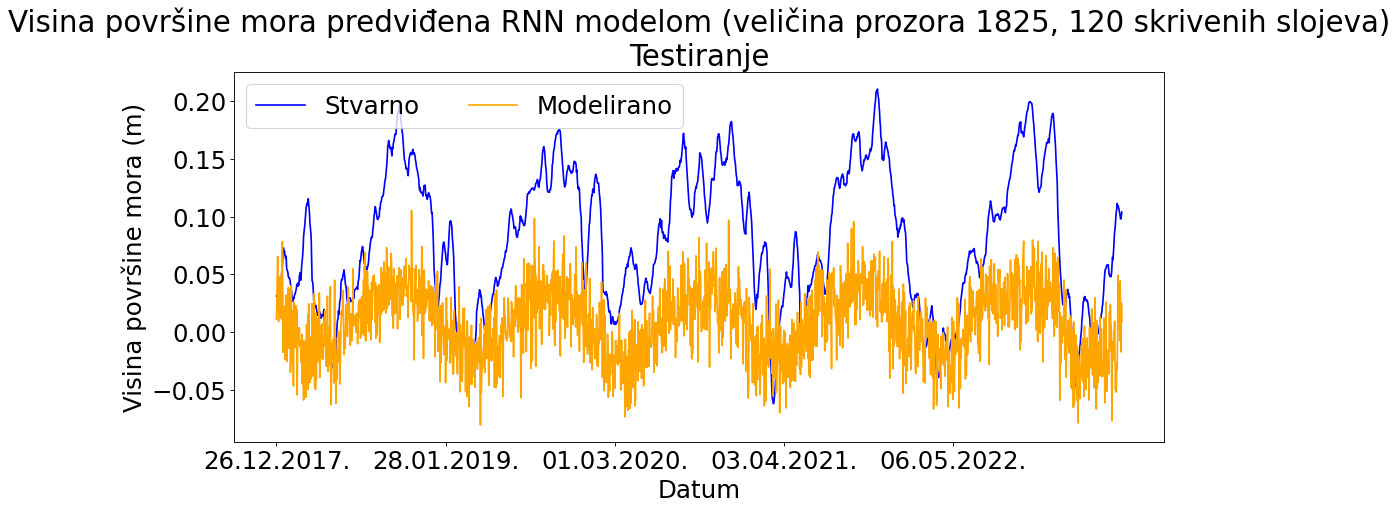 Visina površine mora predviđena RNN modelom (veličina prozora 1825, 120 skrivenih slojeva)
Testiranje
Stvarno
Modelirano
Visina površine mora (m)
0.20
0.15
0.10
0.05
0.00
−0.05
26.12.2017.
28.01.2019.
01.03.2020.
03.04.2021.
06.05.2022.
Datum